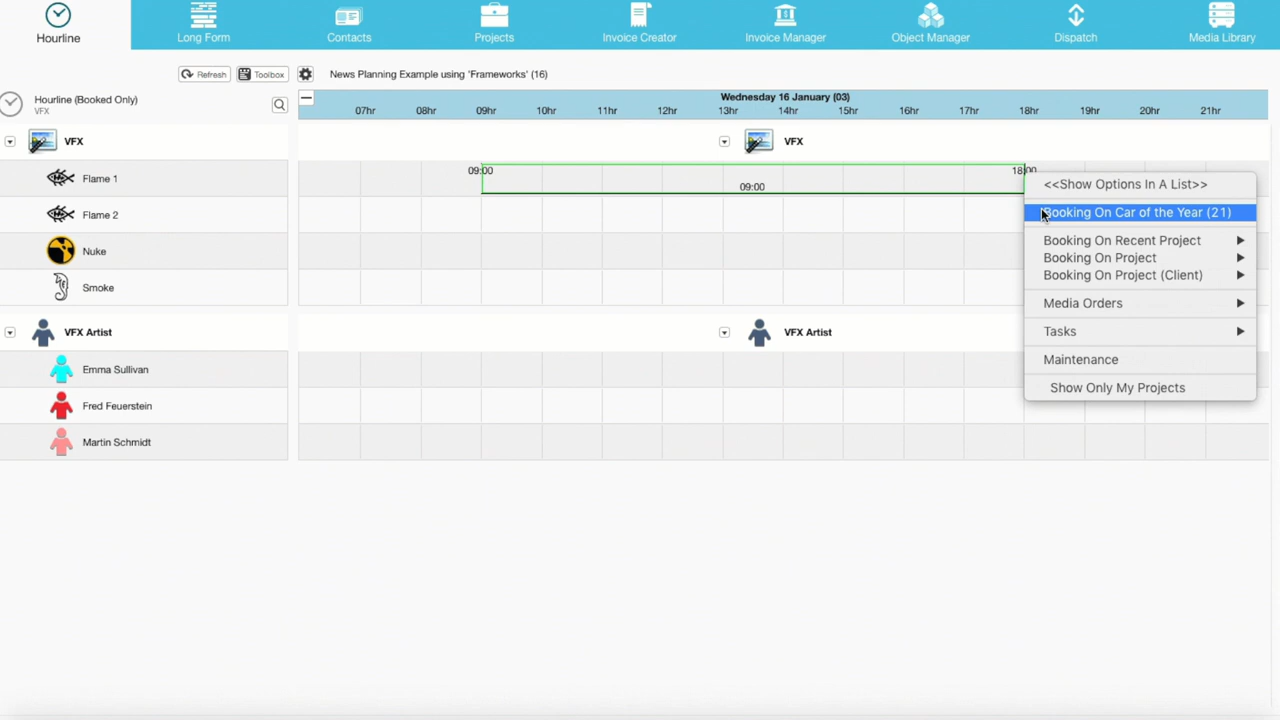 Hourline
Long Form
Contacts
Projects
Invoice Creator
Invoice Manager
Object Manager
Dispatch
Media Library
Refresh
Toolbox
News Planning Example using 'Frameworks' (16)
Hourline (Booked Only)
VFX
Wednesday 16 January (03)
07hr 08hr 09hr 10hr 11hr 12hr 13hr 14hr 15hr 16hr 17hr 18hr 19hr 20hr 21hr
VFX
VFX
Flame 1
09:00
18:00
09:00
<<Show Options In A List>>
Flame 2
Booking On Car of the Year (21)
Nuke
Booking On Recent Project
Booking On Project
Booking On Project (Client)
Smoke
Media Orders
VFX Artist
VFX Artist
Tasks
Emma Sullivan
Maintenance
Show Only My Projects
Fred Feuerstein
Martin Schmidt